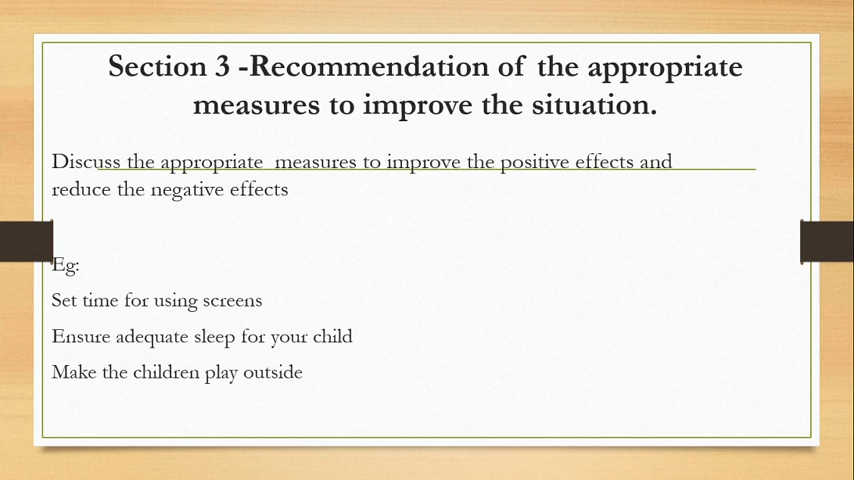 Section 3 -Recommendation of the appropriate
measures to improve the situation.
Discuss the appropriate  measures to improve the positive effects and
reduce the negative effects
Eg:
Set time for using screens
Ensure adequate sleep for your child
Make the children play outside